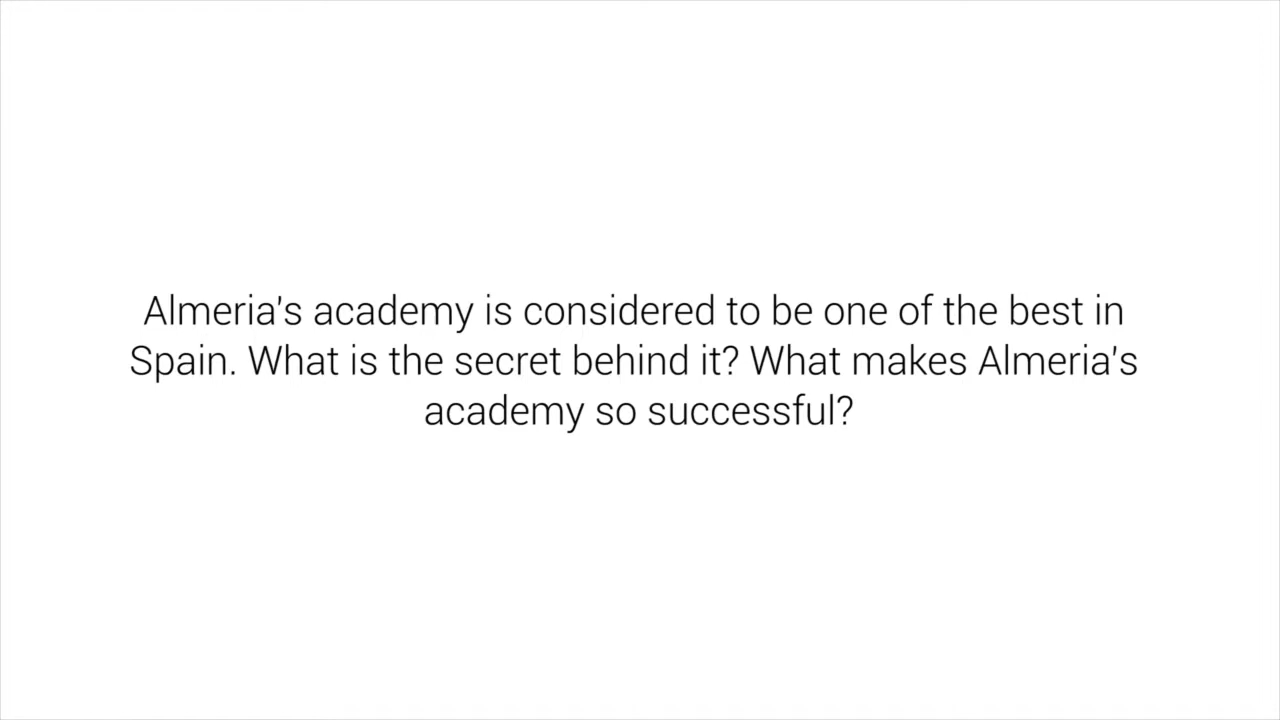 Almeria's academy is considered to be one of the best in
Spain. What is the secret behind it? What makes Almeria's
academy so successful?